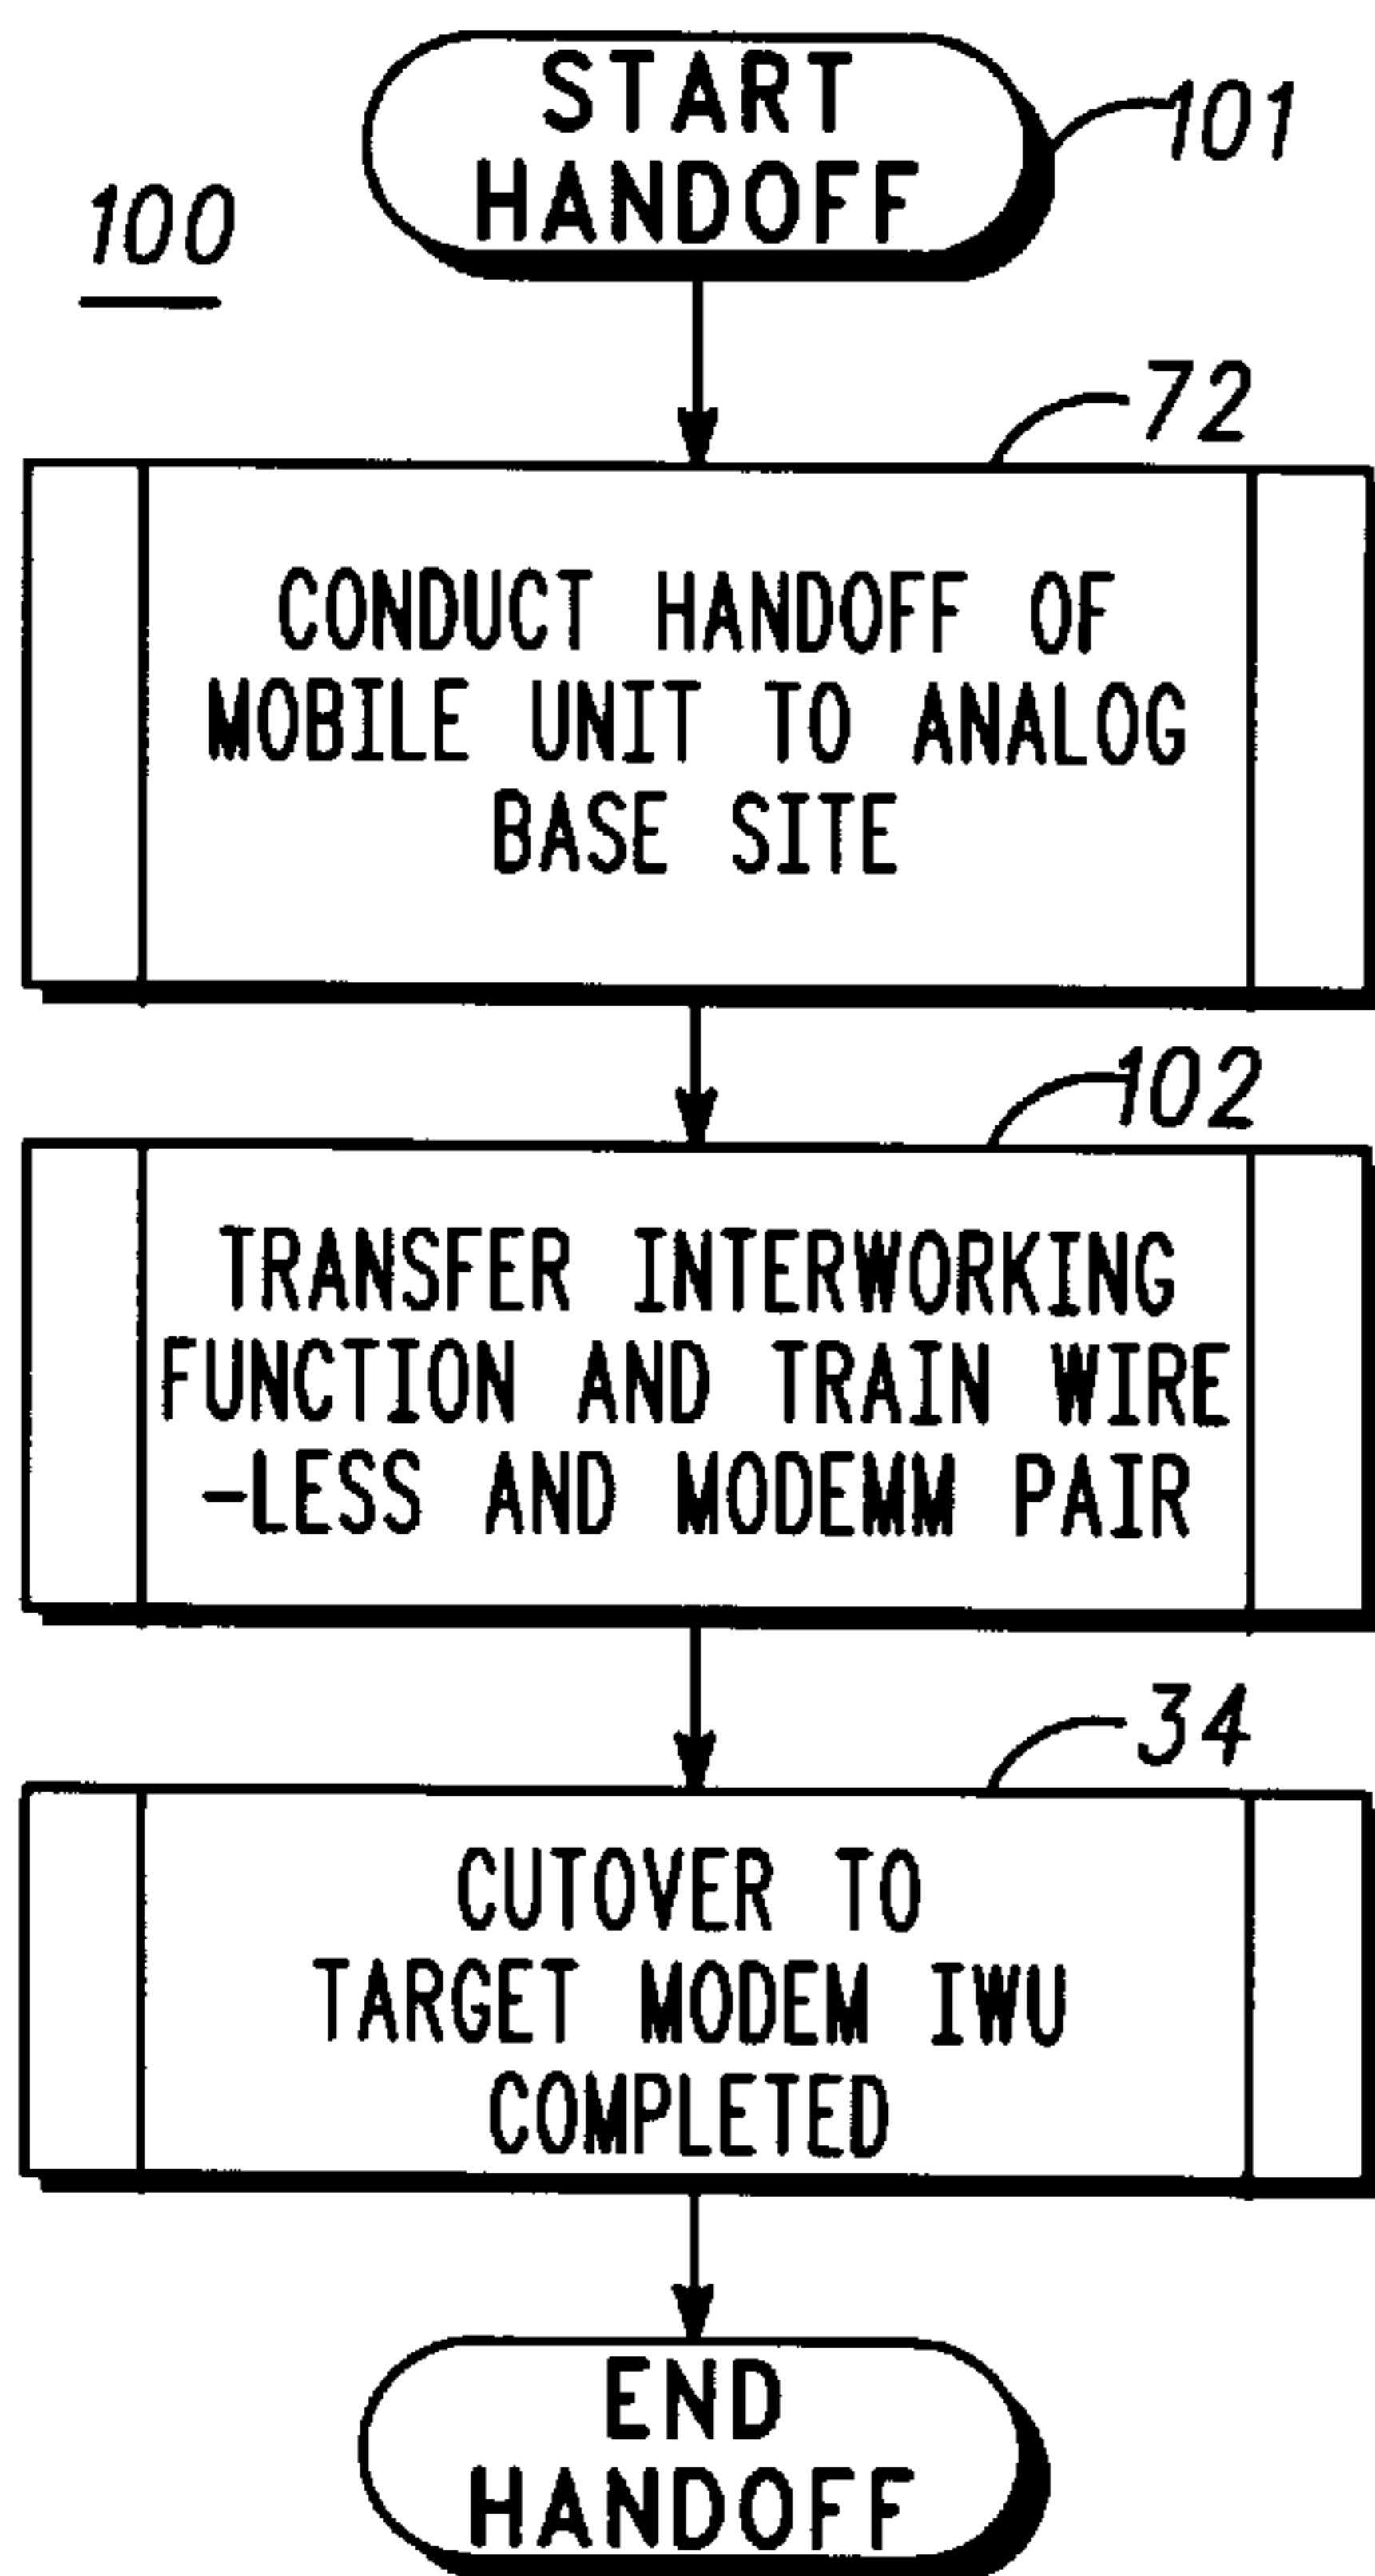 START
HANDOFF
101
100
72
CONDUCT HANDOFF OF
MOBILE UNIT TO ANALOG
BASE SITE
102
TRANSFER INTERWORKING
FUNCTION AND TRAIN WIRE
-LESS AND MODEMM PAIR
34
CUTOVER TO
TARGET MODEM IWU
COMPLETED
END
HANDOFF